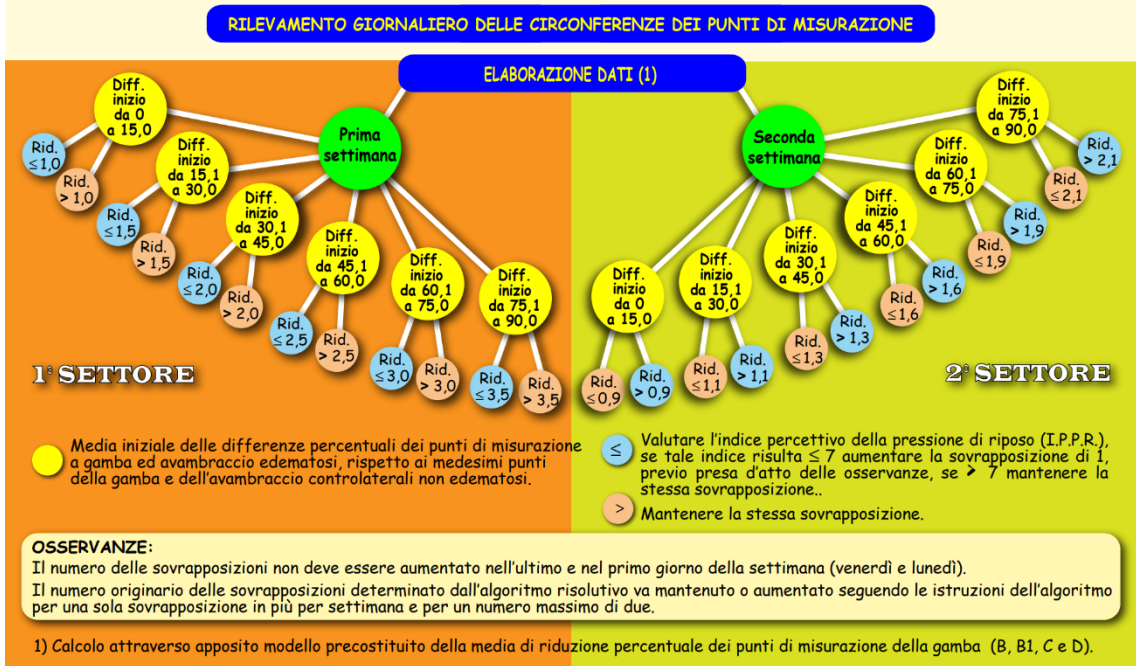 RILEVAMENTO GIORNALIERO DELLE CIRCONFERENZE DEI PUNTI DI MISURAZIONE
ELABORAZIONE DATI (1)
Prima
settimana
Diff.
inizio
da 0
a 15,0
Rid.
≤1,0
Rid.
> 1,0
Diff.
inizio
da 15,1
a 30,0
Rid.
≤1,5
Rid.
> 1,5
Diff.
inizio
da 30,1
a 45,0
Rid.
≤2,0
Rid.
> 2,0
Diff.
inizio
da 45,1
a 60,0
Rid.
≤2,5
Rid.
> 2,5
Diff.
inizio
da 60,1
a 75,0
Rid.
≤3,0
Rid.
> 3,0
Diff.
inizio
da 75,1
a 90,0
Rid.
≤3,5
Rid.
> 3,5
1° SETTORE
Seconda
settimana
Diff.
inizio
da 0
a 15,0
Rid.
≤0,9
Rid.
> 0,9
Diff.
inizio
da 15,1
a 30,0
Rid.
≤1,1
Rid.
> 1,1
Diff.
inizio
da 30,1
a 45,0
Rid.
≤1,3
Rid.
> 1,3
Diff.
inizio
da 45,1
a 60,0
Rid.
≤1,6
Rid.
> 1,6
Diff.
inizio
da 60,1
a 75,0
Rid.
≤1,9
Rid.
> 1,9
Diff.
inizio
da 75,1
a 90,0
Rid.
≤2,1
Rid.
> 2,1
2° SETTORE
Media iniziale delle differenze percentuali dei punti di misurazione
a gamba ed avambraccio edematosi, rispetto ai medesimi punti
della gamba e dell'avambraccio controlaterali non edematosi.
≤ Valutare l'indice percettivo della pressione di riposo (I.P.P.R.),
se tale indice risulta ≤ 7 aumentare la sovrapposizione di 1,
previo presa d'atto delle osservanze, se > 7 mantenere la
stessa sovrapposizione..
> Mantenere la stessa sovrapposizione.
OSSERVANZE:
Il numero delle sovrapposizioni non deve essere aumentato nell'ultimo e nel primo giorno della settimana (venerdì e lunedì).
Il numero originario delle sovrapposizioni determinato dall'algoritmo risolutivo va mantenuto o aumentato seguendo le istruzioni dell'algoritmo
per una sola sovrapposizione in più per settimana e per un numero massimo di due.
1) Calcolo attraverso apposito modello precostituito della media di riduzione percentuale dei punti di misurazione della gamba (B, B1, C e D).